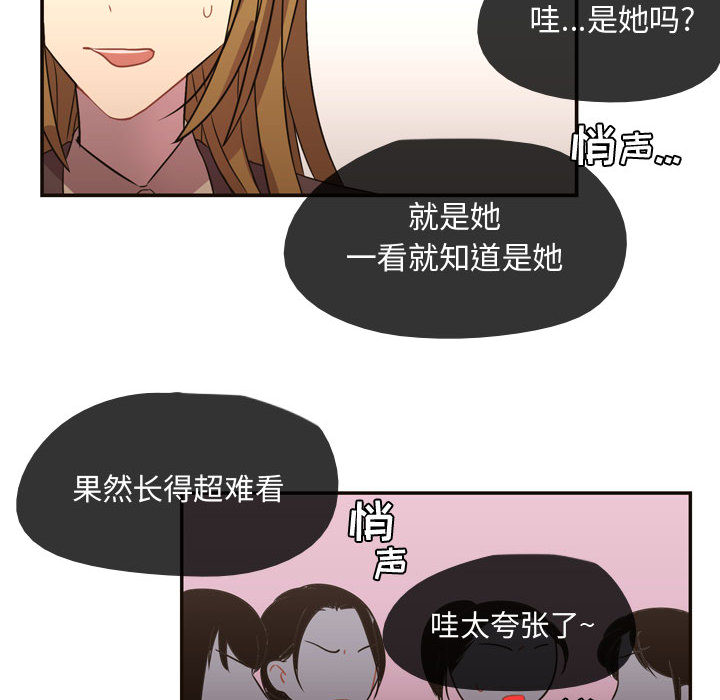 哇...是她吗?
悄声...
就是她
一看就知道是她
果然长得超难看
悄
声
哇太夸张了~